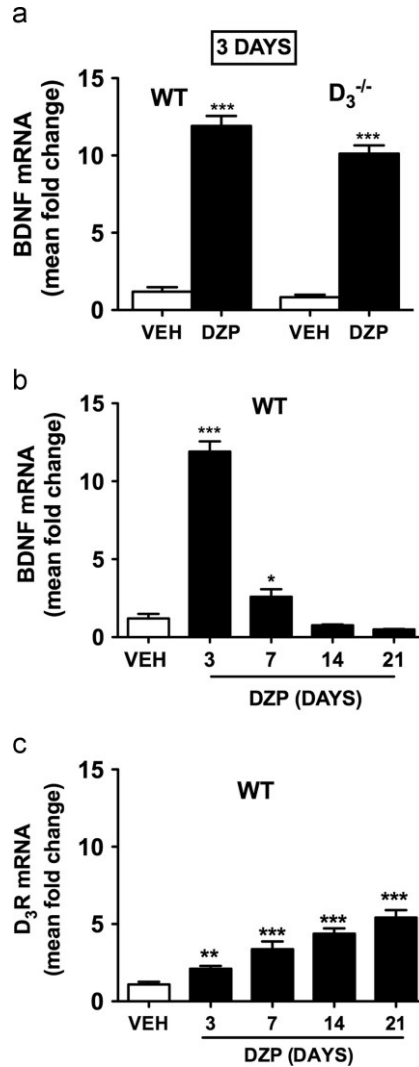 a
3 DAYS
WT
D3-/-
***
***
BDNF mRNA
(mean fold change)
15
10
5
0
VEH DZP VEH DZP
b
WT
***
*
BDNF mRNA
(mean fold change)
15
10
5
0
VEH 3 7 14 21
DZP (DAYS)
c
WT
**
***
***
***
D3R mRNA
(mean fold change)
15
10
5
0
VEH 3 7 14 21
DZP (DAYS)